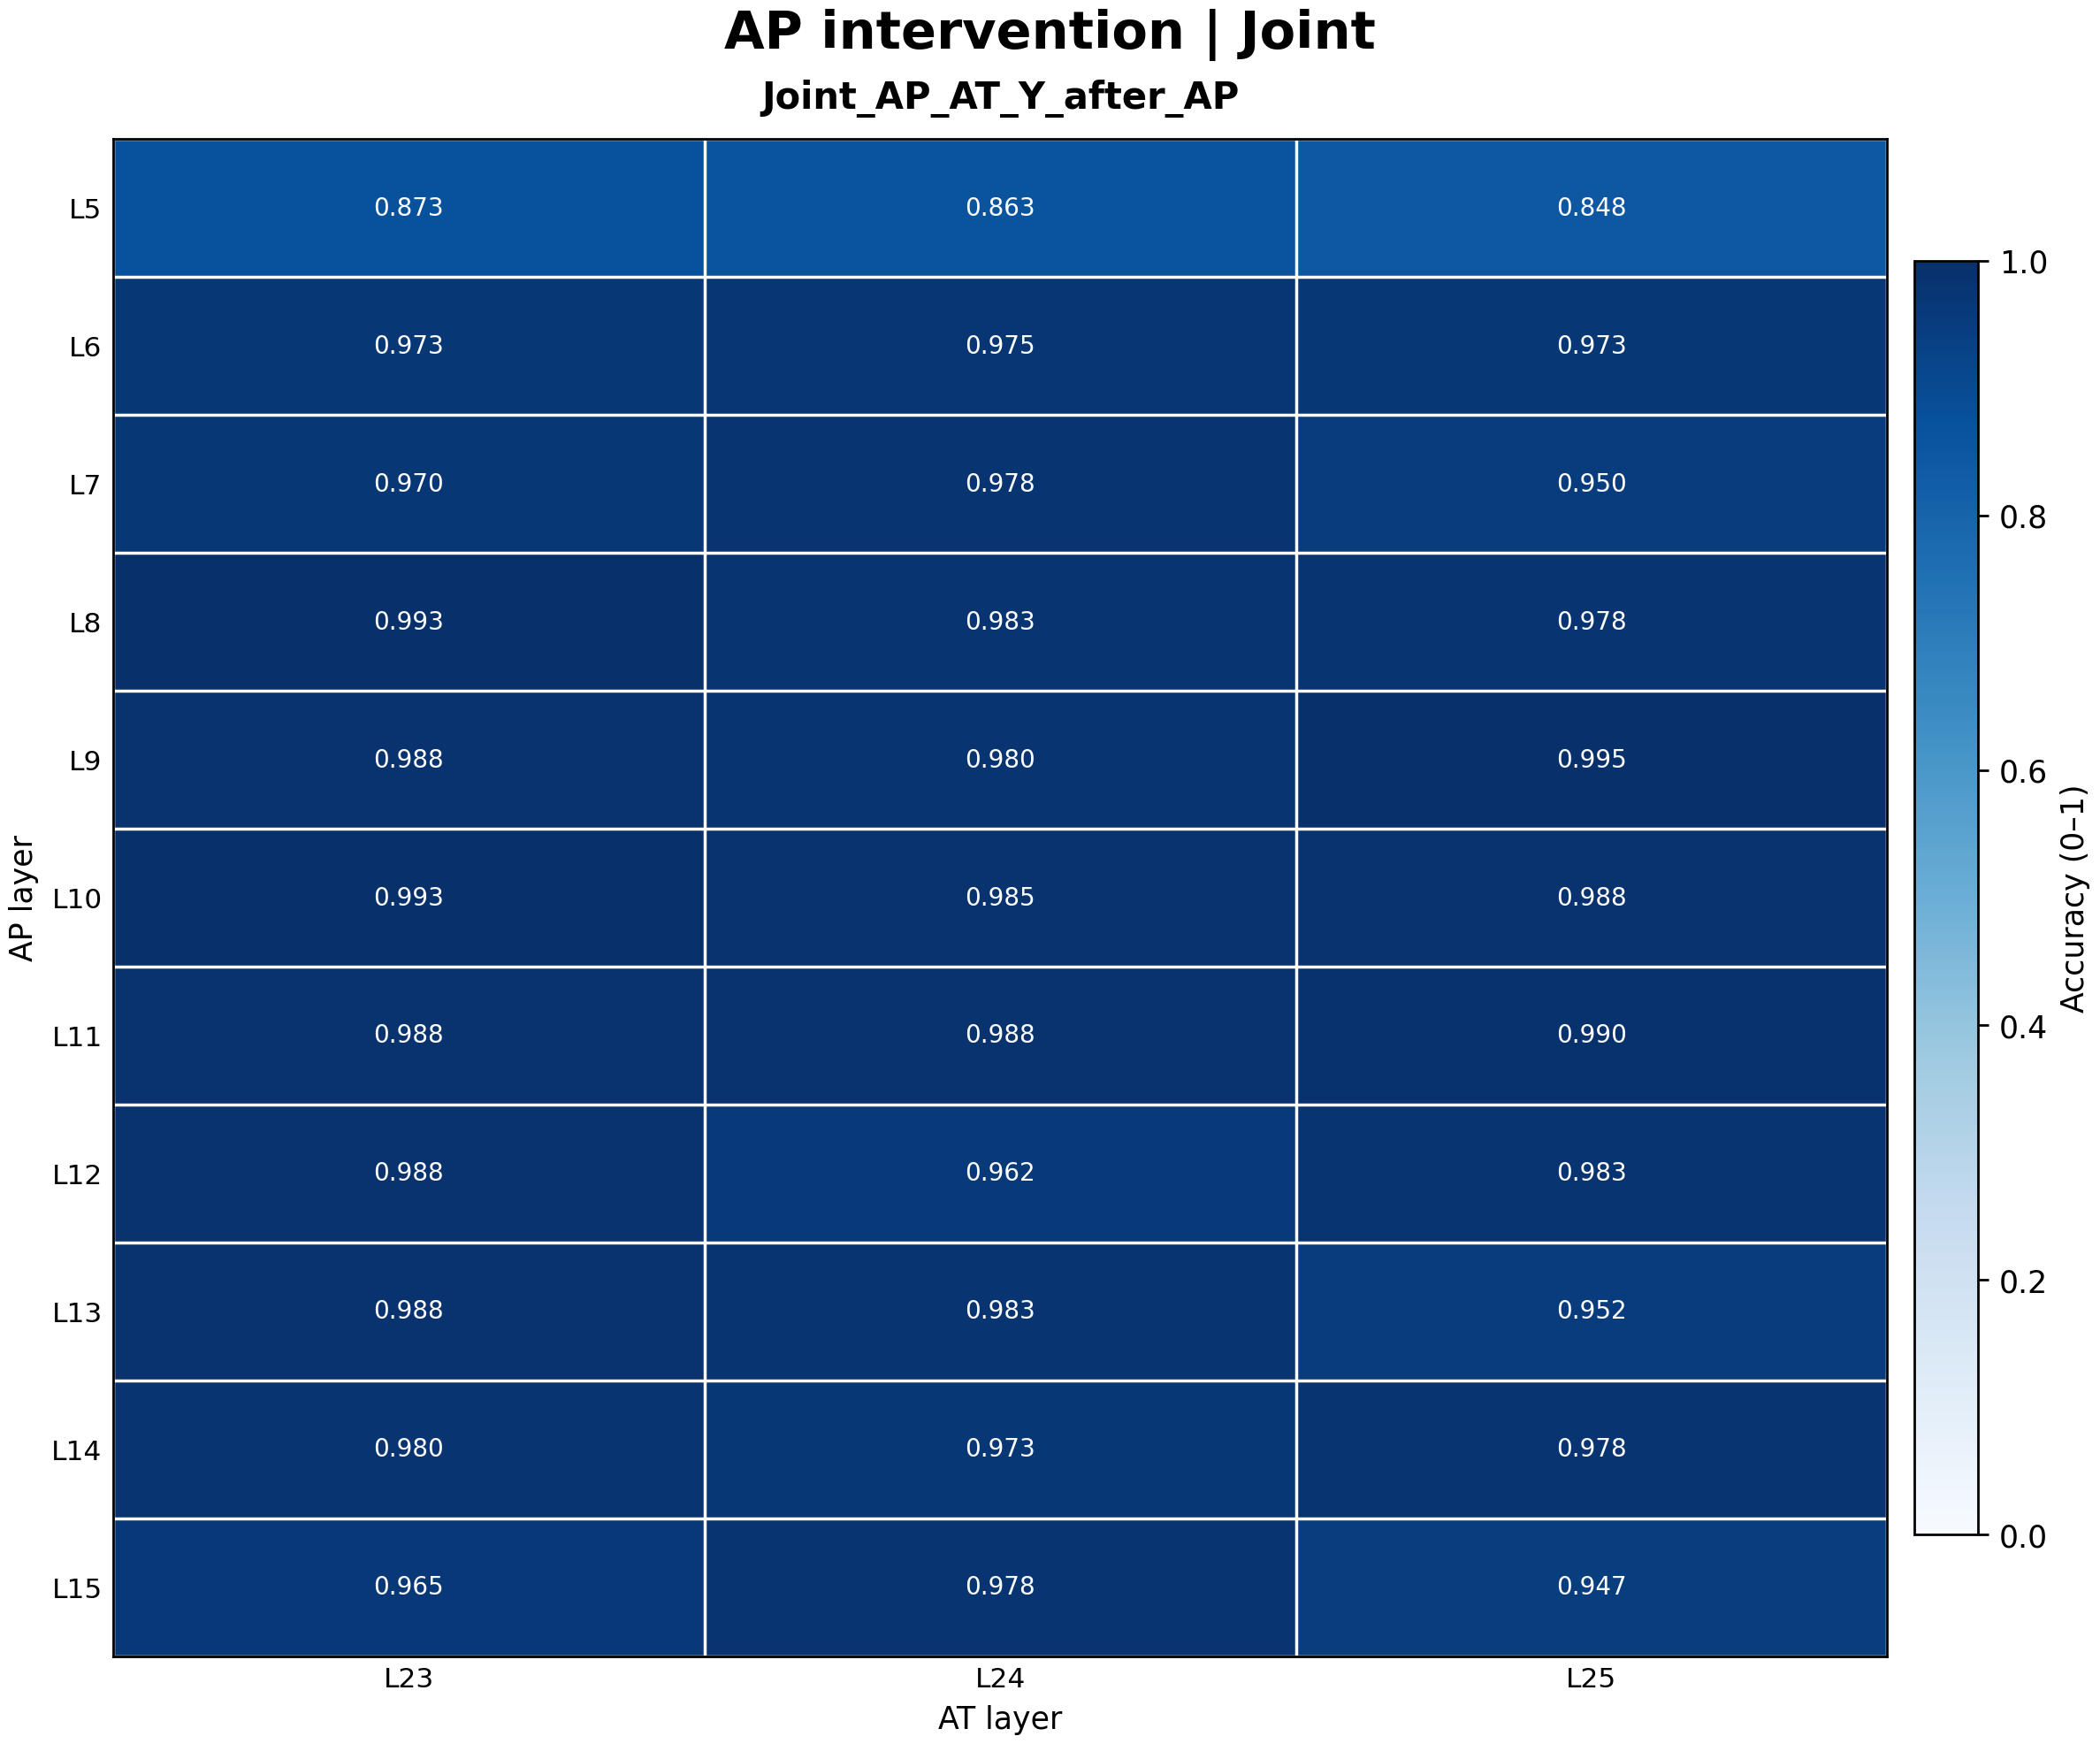 AP intervention | Joint
Joint_AP_AT_Y_after_AP
L5 0.873 0.863 0.848
L6 0.973 0.975 0.973
L7 0.970 0.978 0.950
L8 0.993 0.983 0.978
L9 0.988 0.980 0.995
L10 0.993 0.985 0.988
L11 0.988 0.988 0.990
L12 0.988 0.962 0.983
L13 0.988 0.983 0.952
L14 0.980 0.973 0.978
L15 0.965 0.978 0.947
L23 L24 L25
AT layer
AP layer
1.0
0.8
0.6
0.4
0.2
0.0
Accuracy (0–1)